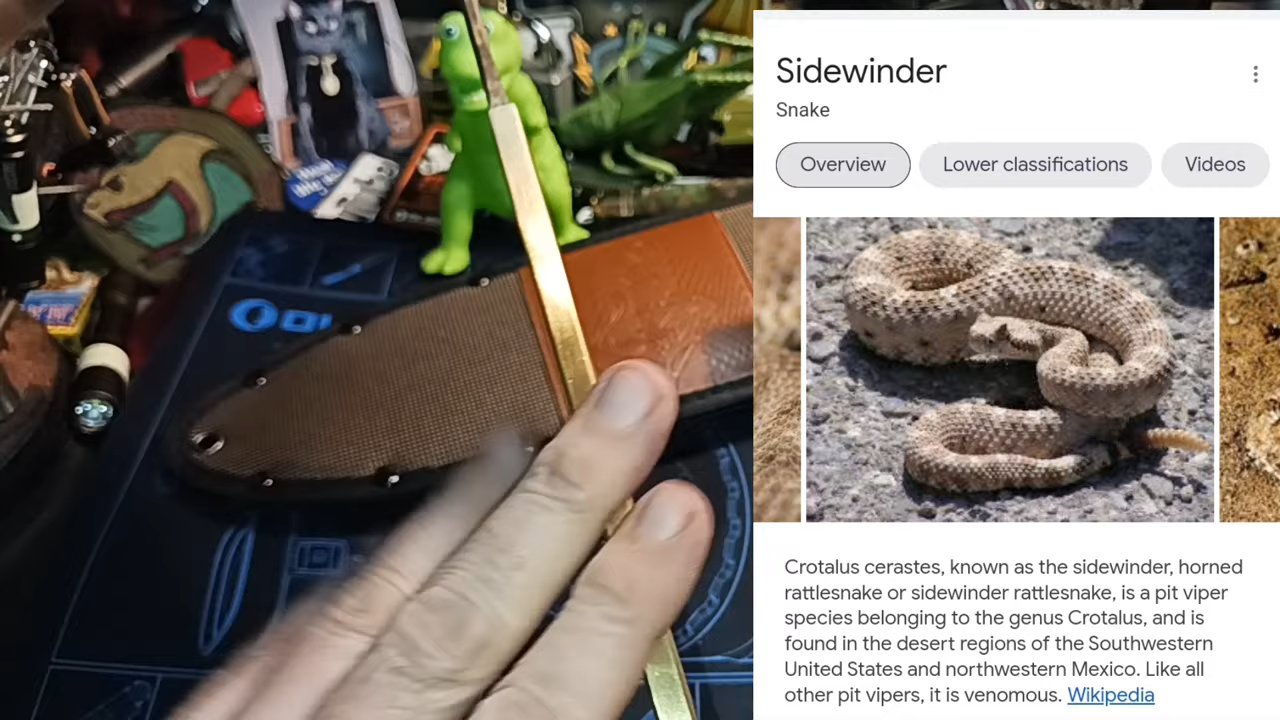 Sidewinder
Snake
Overview
Lower classifications
Videos
Crotalus cerastes, known as the sidewinder, horned
rattlesnake or sidewinder rattlesnake, is a pit viper
species belonging to the genus Crotalus, and is
found in the desert regions of the Southwestern
United States and northwestern Mexico. Like all
other pit vipers, it is venomous. Wikipedia